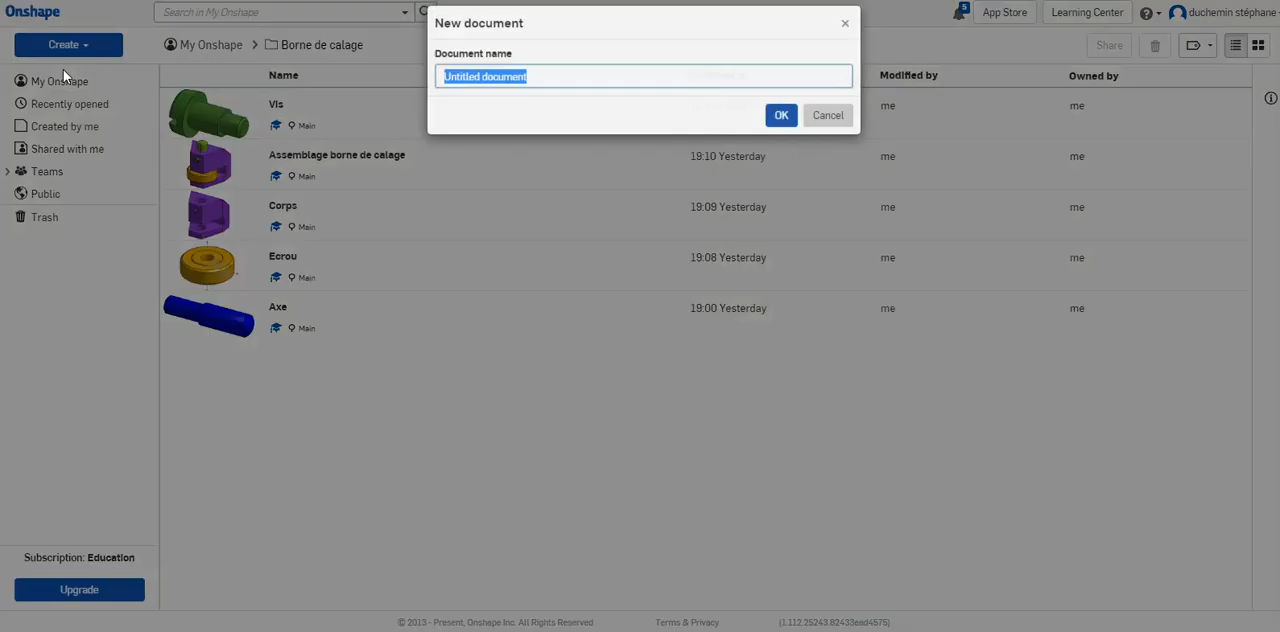 Onshape
Search in My Onshape
5
App Store
Learning Center
duchemin stéphane
Create
My Onshape > Borne de calage
Share
New document
×
Document name
Untitled document
OK
Cancel
My Onshape
Recently opened
Created by me
Shared with me
Teams
Public
Trash
Name
Modified by
Owned by
Vis
Main
me
me
Assemblage borne de calage
Main
19:10 Yesterday
me
me
Corps
Main
19:09 Yesterday
me
me
Ecrou
Main
19:08 Yesterday
me
me
Axe
Main
19:00 Yesterday
me
me
Subscription: Education
Upgrade
© 2013 - Present, Onshape Inc. All Rights Reserved
Terms & Privacy
(1.112.25243.82433ead4575)